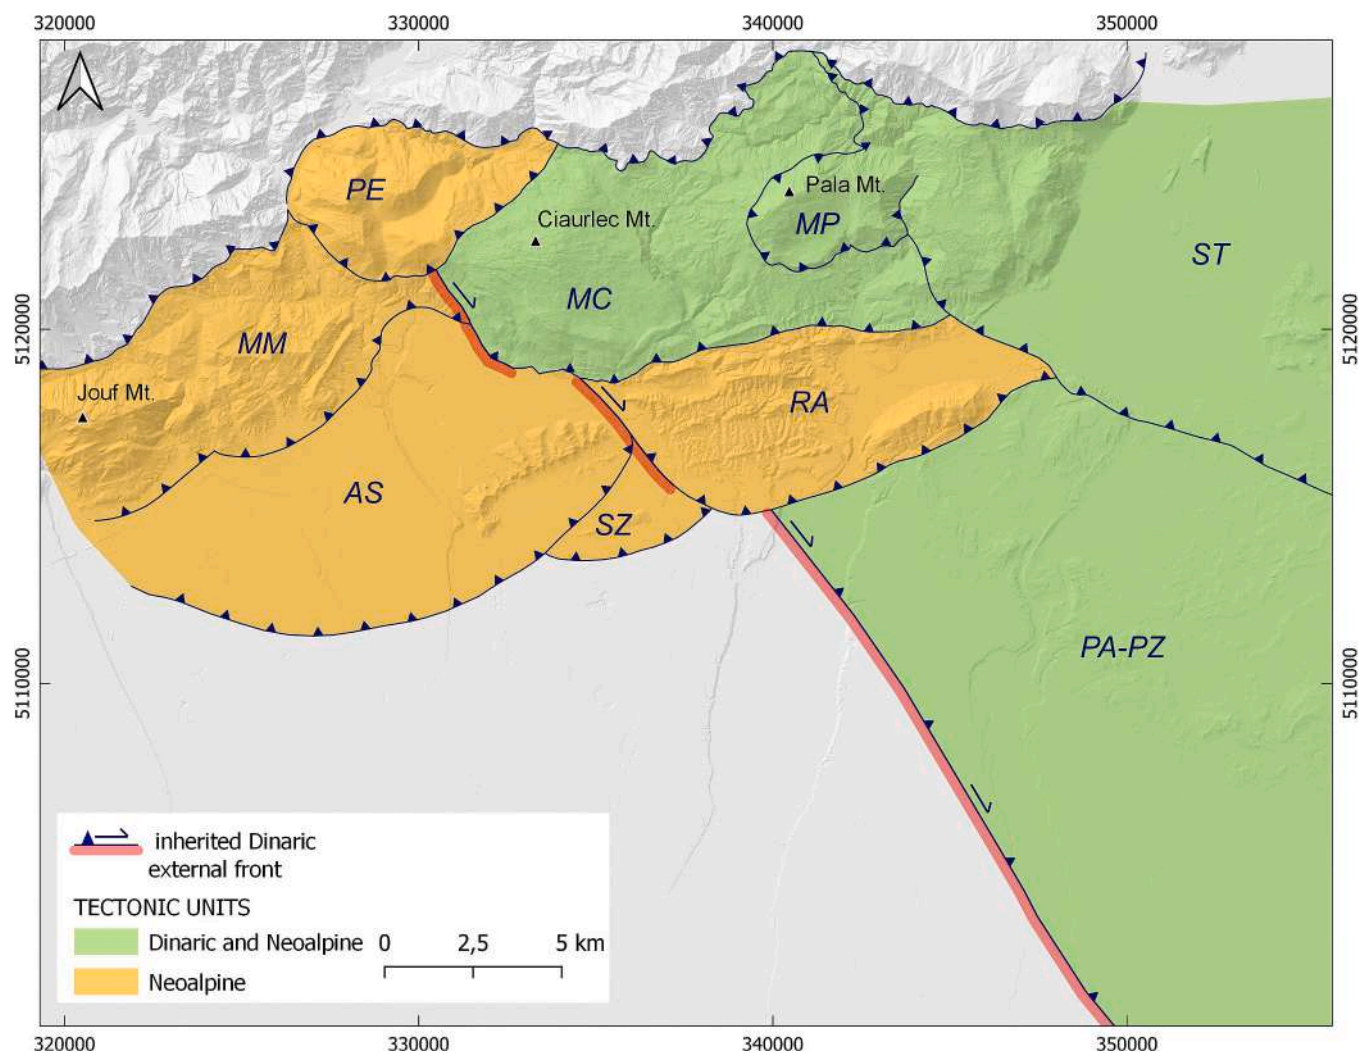 320000
330000
340000
350000
PE
Pala Mt.
Ciaurlec Mt.
MP
ST
MC
5120000
5120000
MM
Jouf Mt.
RA
AS
SZ
PA-PZ
5110000
5110000
inherited Dinaric
external front
TECTONIC UNITS
Dinaric and Neoalpine
0 2,5 5 km
Neoalpine
320000
330000
340000
350000